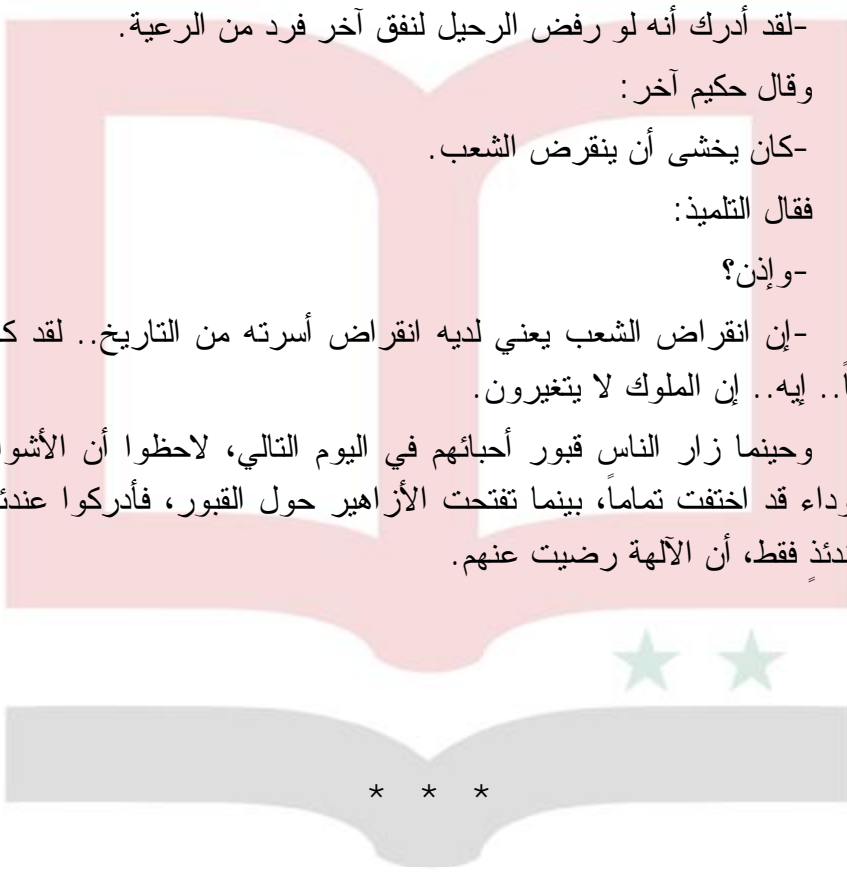 -لقد أدرك أنه لو رفض الرحيل لنفق آخر فرد من الرعية.
وقال حكيم آخر:
-كان يخشى أن ينقرض الشعب.
فقال التلميذ:
-وإذن؟
-إن انقراض الشعب يعني لديه انقراض أسرته من التاريخ.. لقد
.. إيه.. إن الملوك لا يتغيرون.
وحينما زار الناس قبور أحبائهم في اليوم التالي، لاحظوا أن
قد اختفت تماماً، بينما تفتحت الأزاهير حول القبور، فأدركوا
فقط، أن الآلهة رضيت عنهم.
* * *